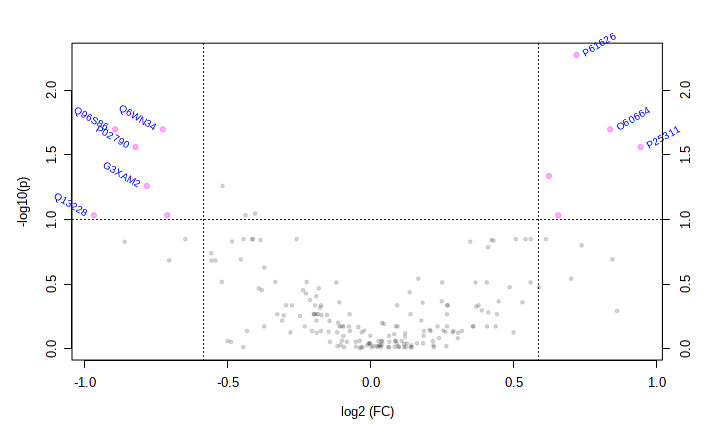 P61626
Q96S86
Q6WN34
O60664
P02790
P25311
G3XAM2
Q13228
2.0
1.5
1.0
0.5
0.0
-log10(p)
2.0
1.5
1.0
0.5
0.0
-1.0 -0.5 0.0 0.5 1.0
log2 (FC)